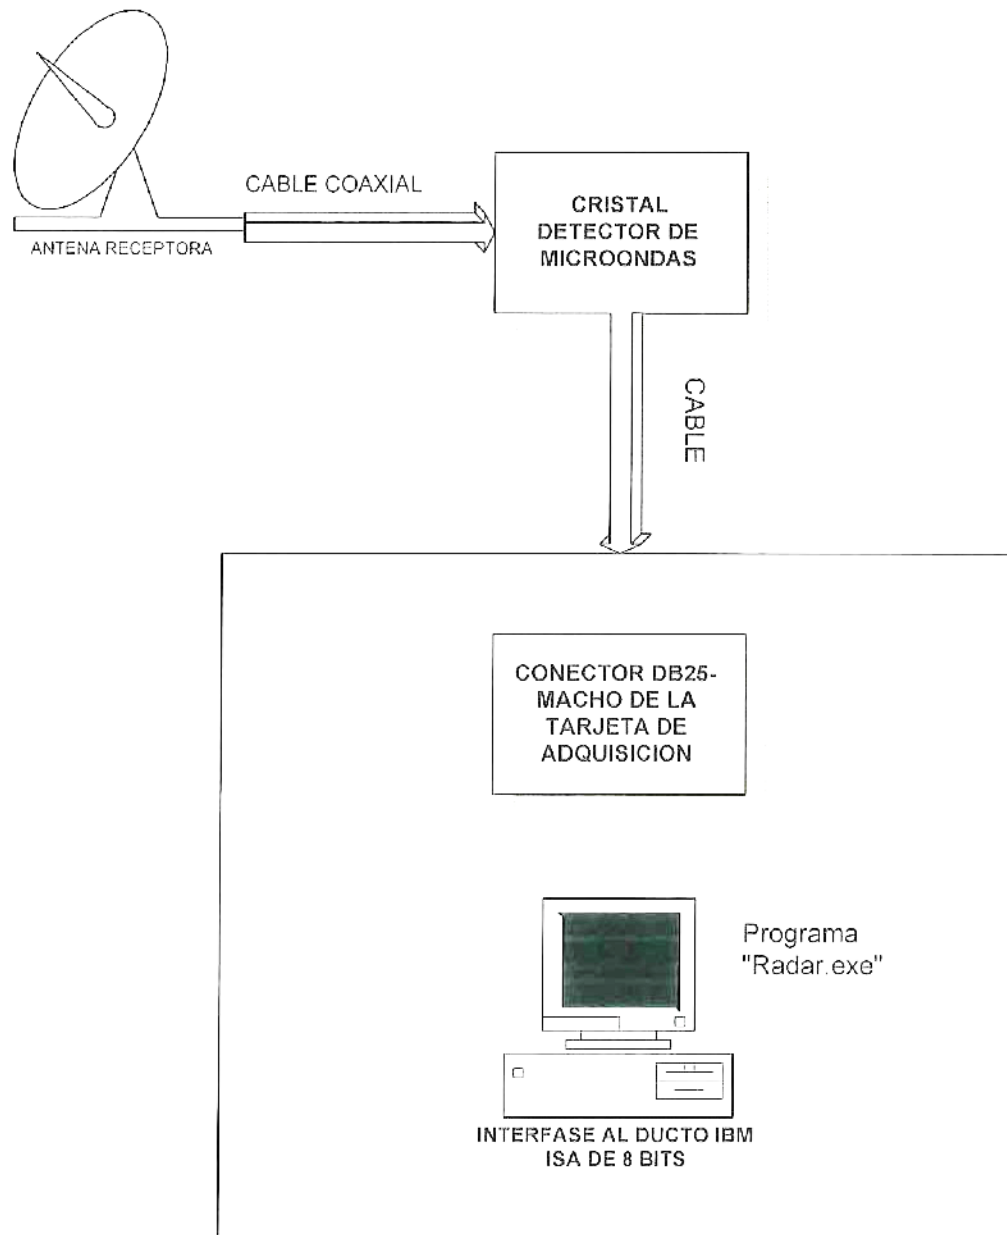 CABLE COAXIAL
ANTENA RECEPTORA
CRISTAL
DETECTOR DE
MICROONDAS
CABLE
CONECTOR DB25-
MACHO DE LA
TARJETA DE
ADQUISICION
Programa
"Radar.exe"
INTERFASE AL DUCTO IBM
ISA DE 8 BITS